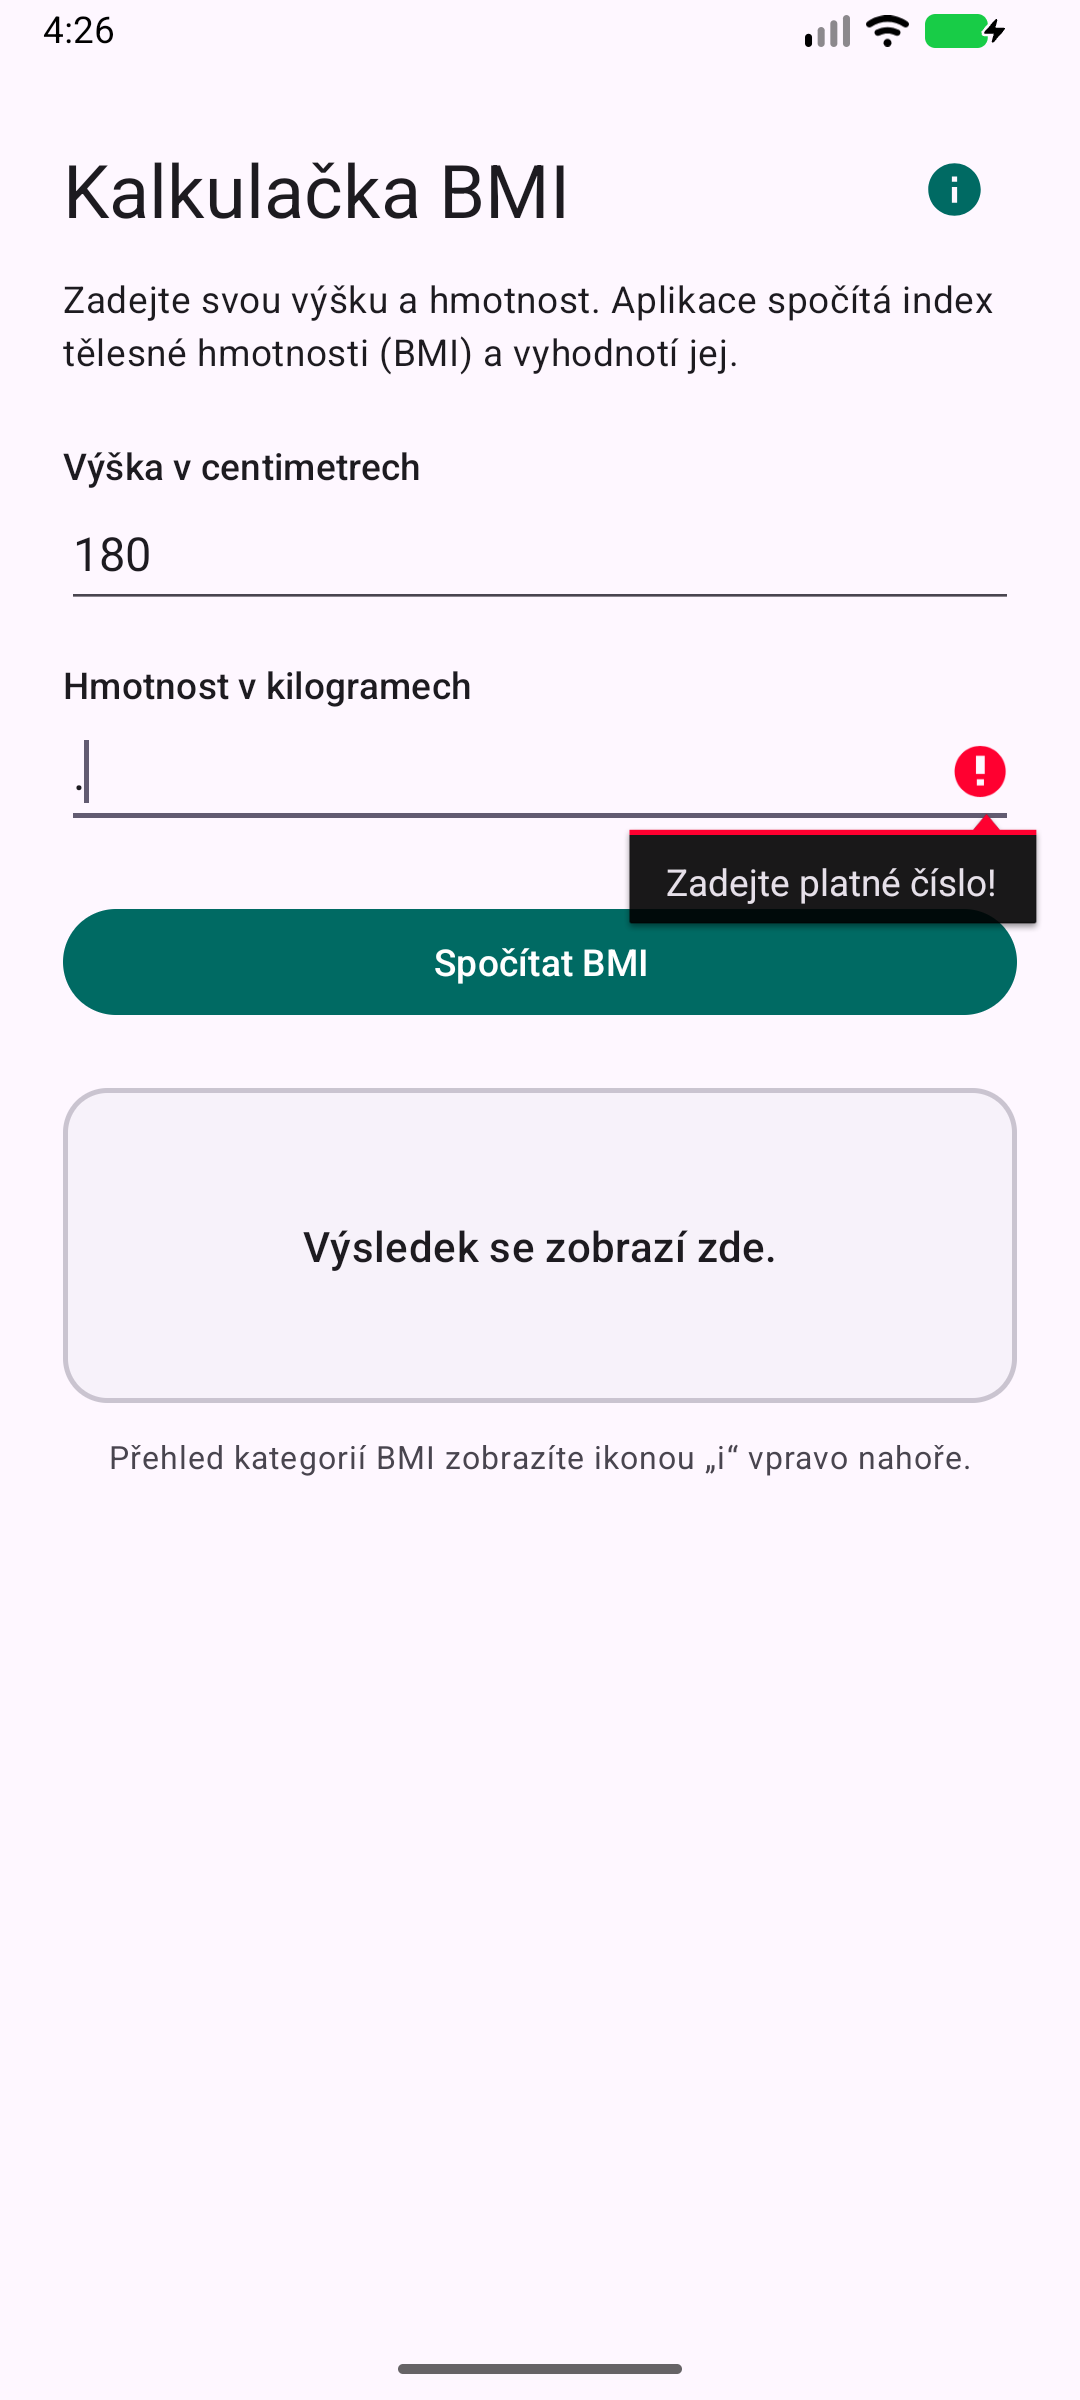 4:26
Kalkulačka BMI
Zadejte svou výšku a hmotnost. Aplikace spočítá index
tělesné hmotnosti (BMI) a vyhodnotí jej.
Výška v centimetrech
180
Hmotnost v kilogramech
.
Zadejte platné číslo!
Spočítat BMI
Výsledek se zobrazí zde.
Přehled kategorií BMI zobrazíte ikonou „i“ vpravo nahoře.